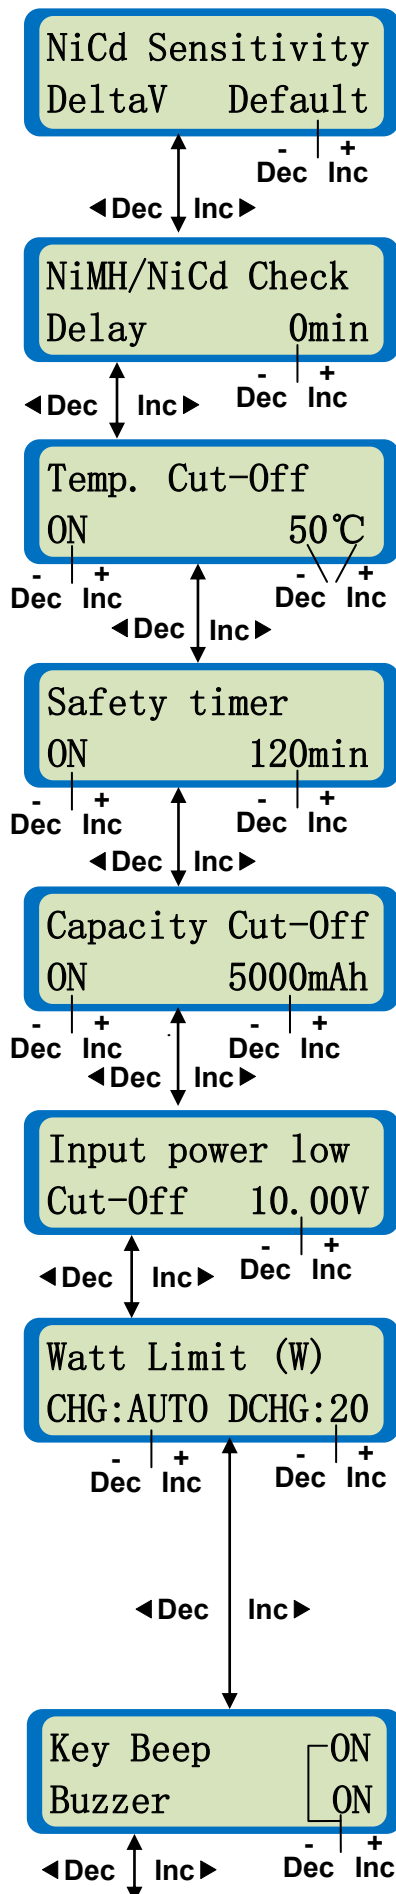 NiCd Sensitivity
DeltaV Default
- +
Dec Inc
◄Dec Inc►
NiMH/NiCd Check
Delay 0min
- +
Dec Inc
◄Dec Inc►
Temp. Cut-Off
ON 50℃
- + - +
Dec Inc Dec Inc
◄Dec Inc►
Safety timer
ON 120min
- + - +
Dec Inc Dec Inc
◄Dec Inc►
Capacity Cut-Off
ON 5000mAh
- + - +
Dec Inc Dec Inc
◄Dec Inc►
Input power low
Cut-Off 10.00V
- +
Dec Inc
◄Dec Inc►
Watt Limit (W)
CHG:AUTO DCHG:20
- + - +
Dec Inc Dec Inc
◄Dec Inc►
Key Beep ON
Buzzer ON
- +
Dec Inc
◄Dec Inc►